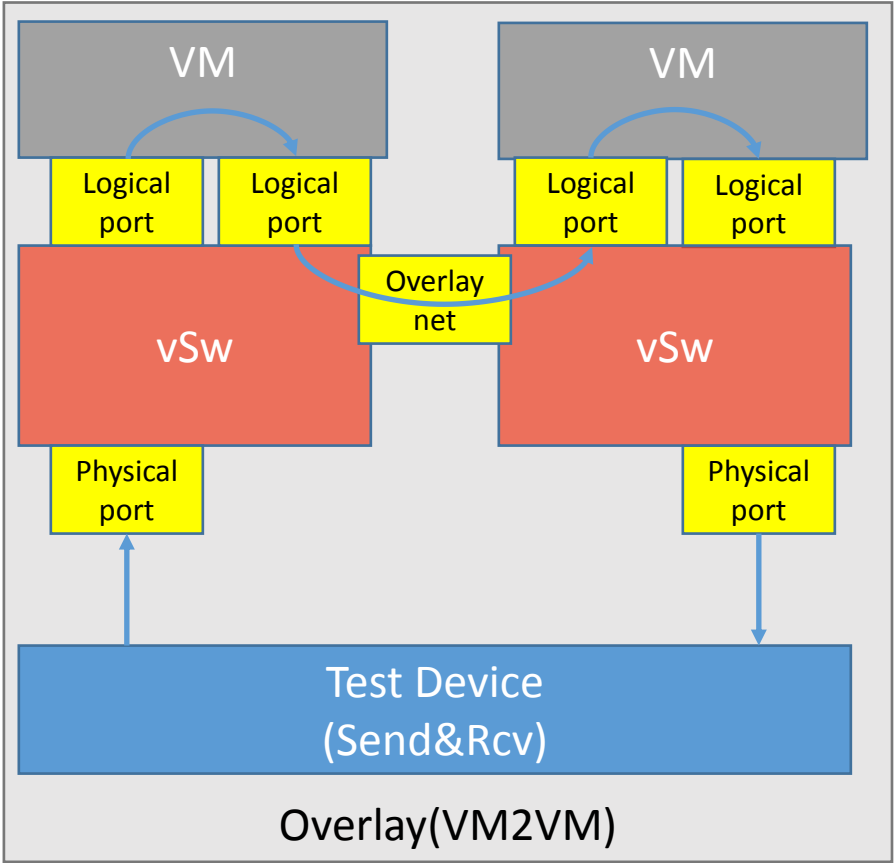 VM
VM
Logical
port
Logical
port
Logical
port
Logical
port
Overlay
net
vSw
vSw
Physical
port
Physical
port
Test Device
(Send&Rcv)
Overlay(VM2VM)